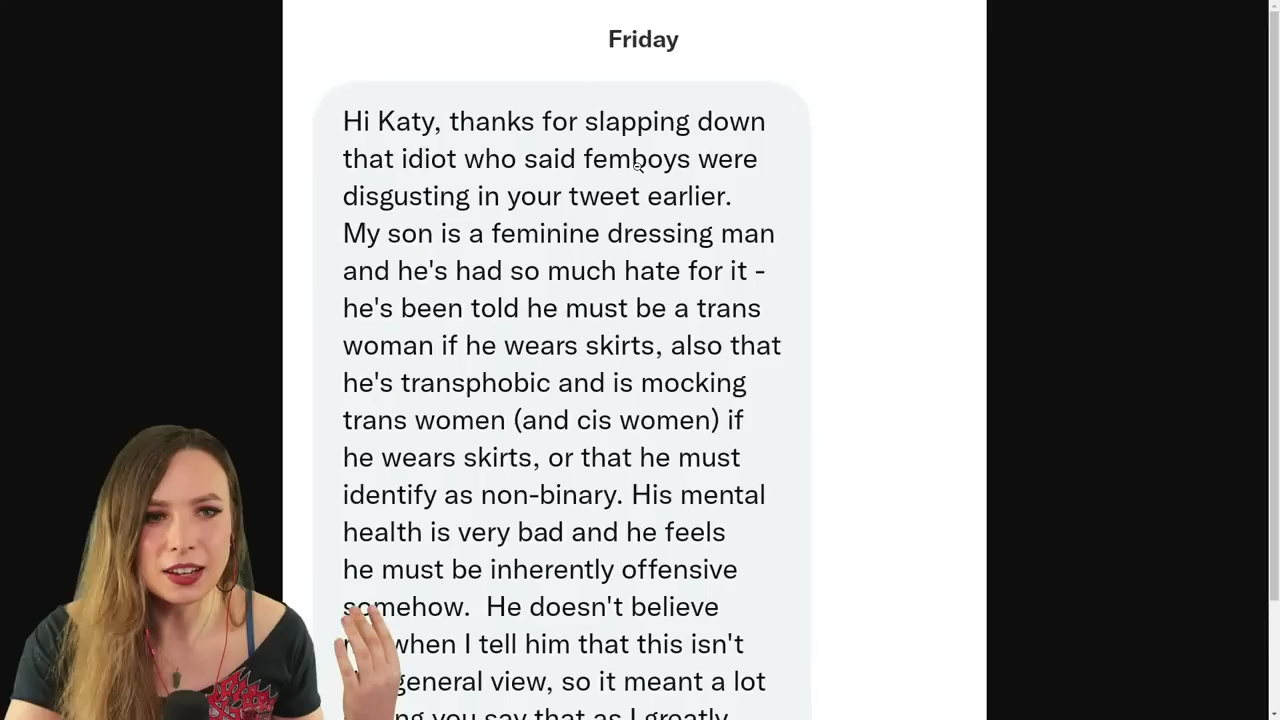 Friday
Hi Katy, thanks for slapping down
that idiot who said femboys were
disgusting in your tweet earlier.
My son is a feminine dressing man
and he's had so much hate for it -
he's been told he must be a trans
woman if he wears skirts, also that
he's transphobic and is mocking
trans women (and cis women) if
he wears skirts, or that he must
identify as non-binary. His mental
health is very bad and he feels
he must be inherently offensive
somehow.  He doesn't believe
when I tell him that this isn't
general view, so it meant a lot
you say that as I greatly